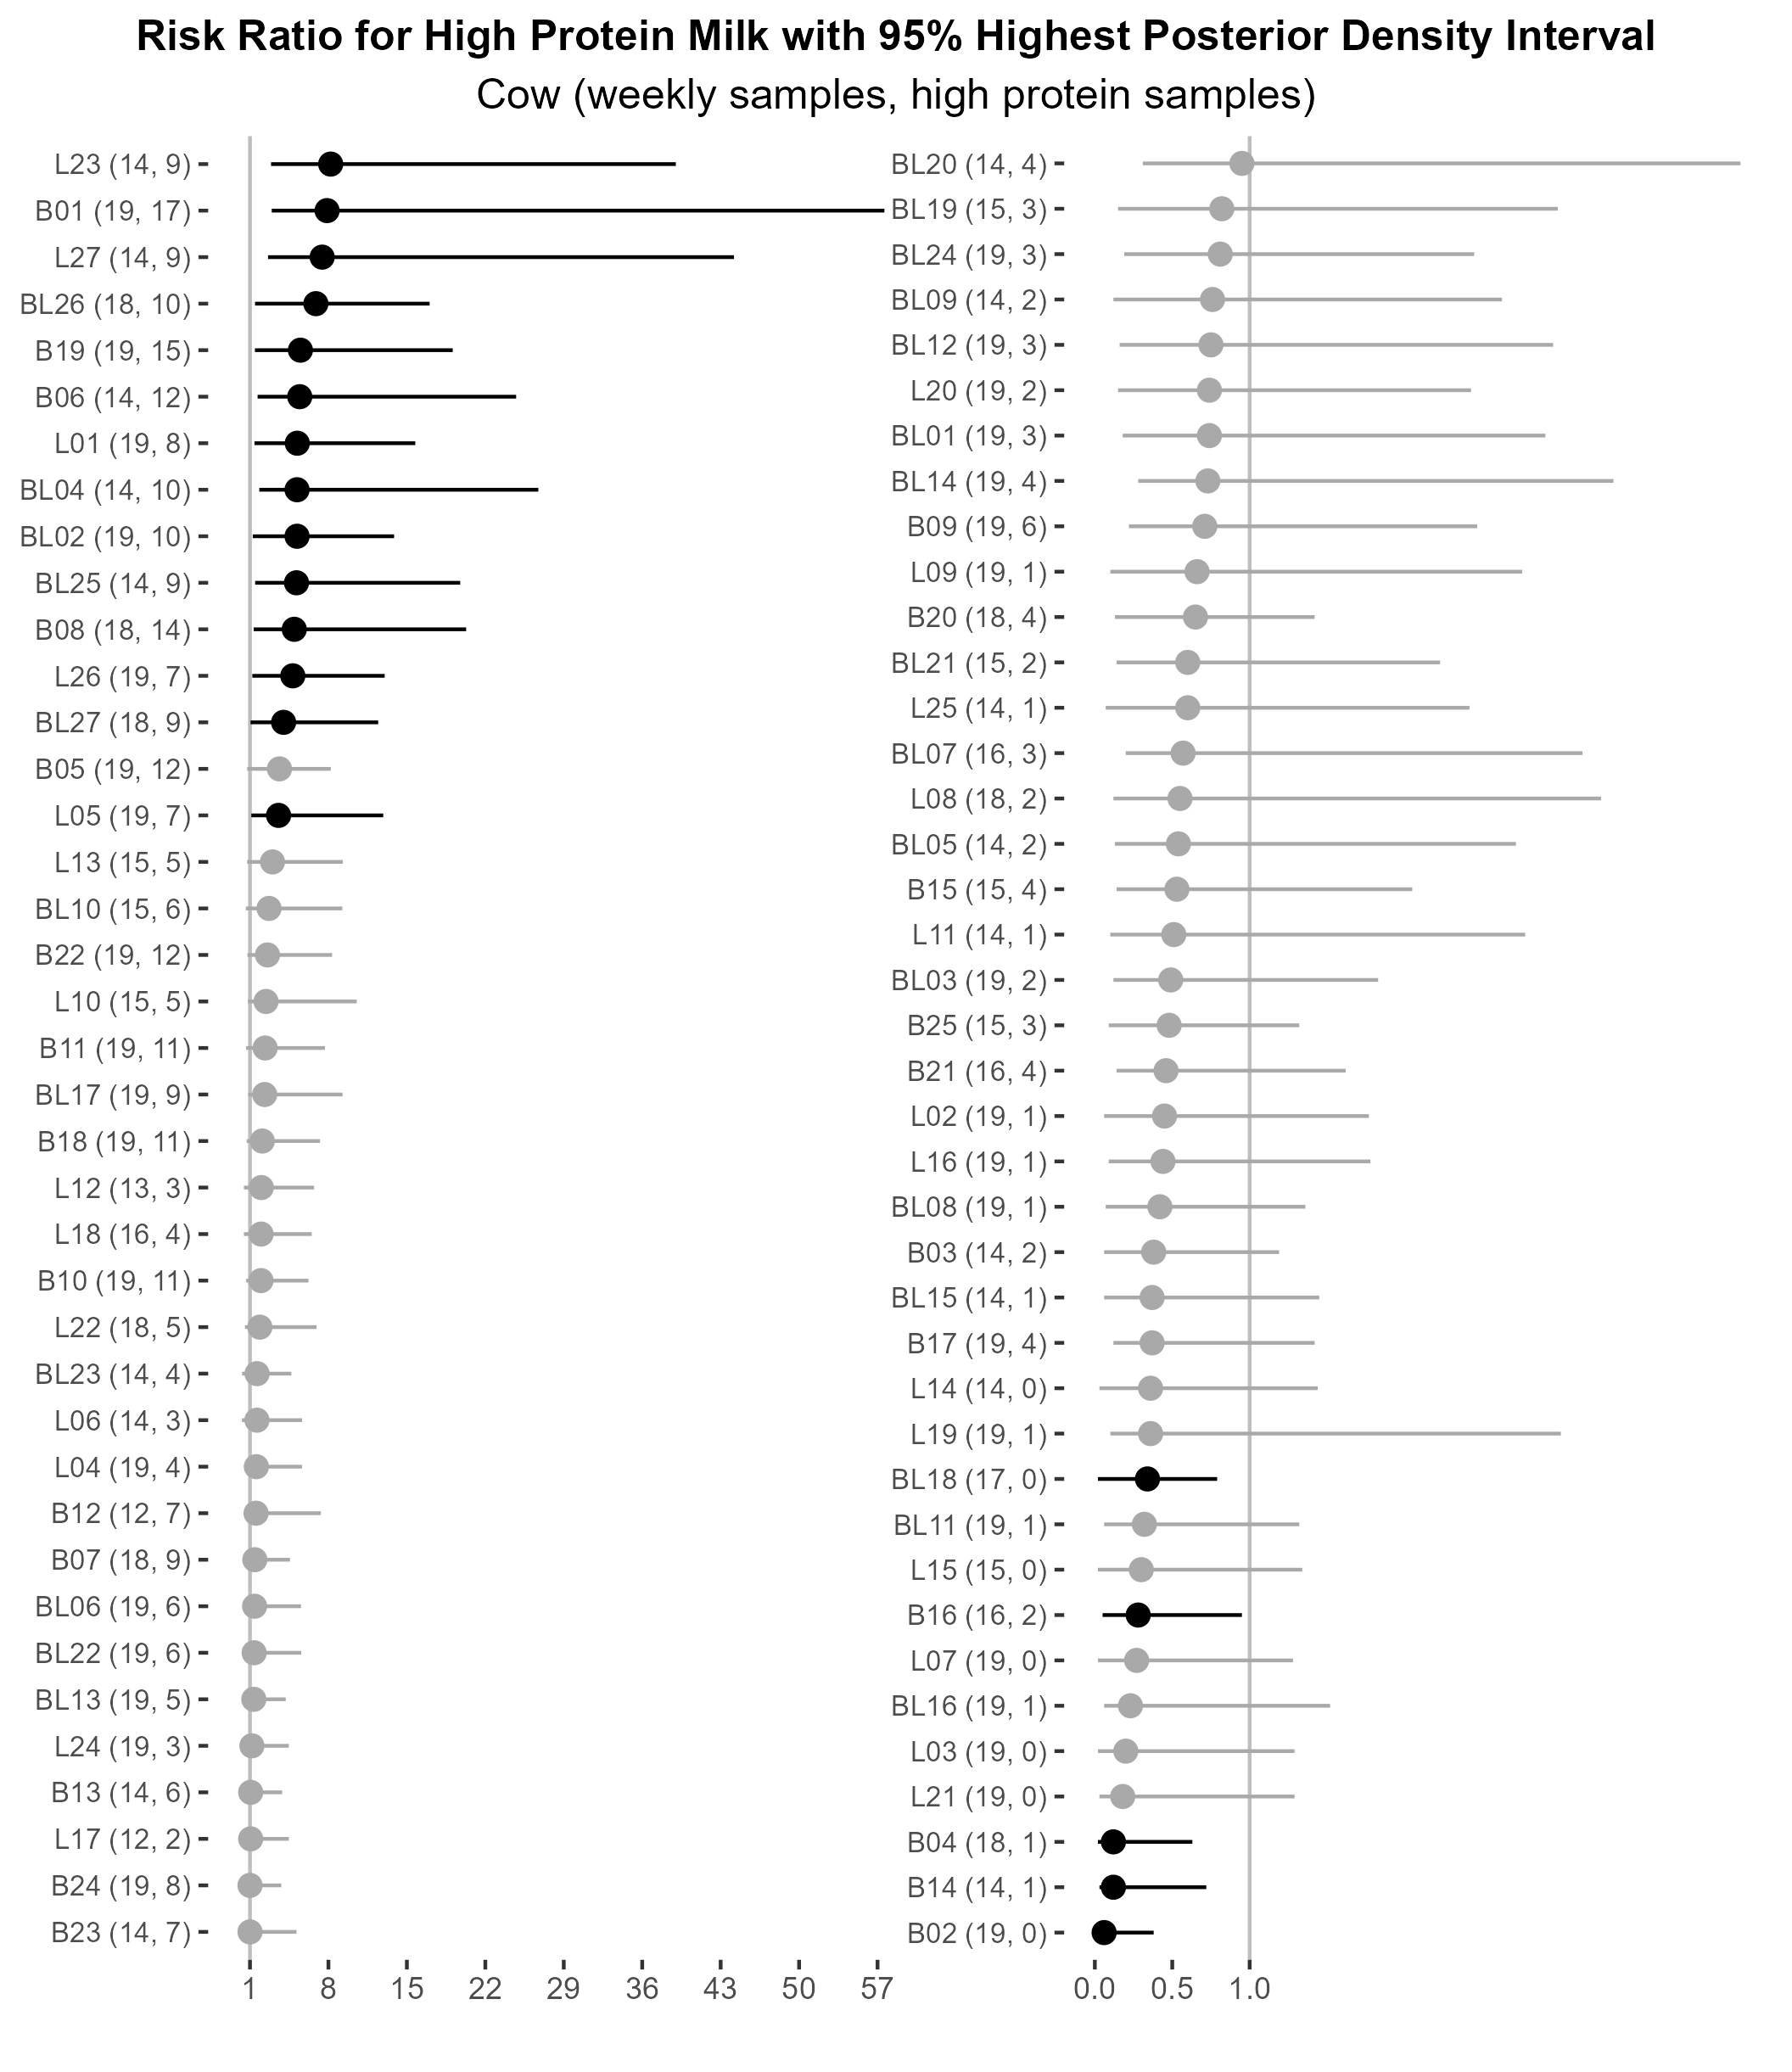 Risk Ratio for High Protein Milk with 95% Highest Posterior Density Interval
Cow (weekly samples, high protein samples)
L23 (14, 9)
B01 (19, 17)
L27 (14, 9)
BL26 (18, 10)
B19 (19, 15)
B06 (14, 12)
L01 (19, 8)
BL04 (14, 10)
BL02 (19, 10)
BL25 (14, 9)
B08 (18, 14)
L26 (19, 7)
BL27 (18, 9)
B05 (19, 12)
L05 (19, 7)
L13 (15, 5)
BL10 (15, 6)
B22 (19, 12)
L10 (15, 5)
B11 (19, 11)
BL17 (19, 9)
B18 (19, 11)
L12 (13, 3)
L18 (16, 4)
B10 (19, 11)
L22 (18, 5)
BL23 (14, 4)
L06 (14, 3)
L04 (19, 4)
B12 (12, 7)
B07 (18, 9)
BL06 (19, 6)
BL22 (19, 6)
BL13 (19, 5)
L24 (19, 3)
B13 (14, 6)
L17 (12, 2)
B24 (19, 8)
B23 (14, 7)
1 8 15 22 29 36 43 50 57
BL20 (14, 4)
BL19 (15, 3)
BL24 (19, 3)
BL09 (14, 2)
BL12 (19, 3)
L20 (19, 2)
BL01 (19, 3)
BL14 (19, 4)
B09 (19, 6)
L09 (19, 1)
B20 (18, 4)
BL21 (15, 2)
L25 (14, 1)
BL07 (16, 3)
L08 (18, 2)
BL05 (14, 2)
B15 (15, 4)
L11 (14, 1)
BL03 (19, 2)
B25 (15, 3)
B21 (16, 4)
L02 (19, 1)
L16 (19, 1)
BL08 (19, 1)
B03 (14, 2)
BL15 (14, 1)
B17 (19, 4)
L14 (14, 0)
L19 (19, 1)
BL18 (17, 0)
BL11 (19, 1)
L15 (15, 0)
B16 (16, 2)
L07 (19, 0)
BL16 (19, 1)
L03 (19, 0)
L21 (19, 0)
B04 (18, 1)
B14 (14, 1)
B02 (19, 0)
0.0 0.5 1.0